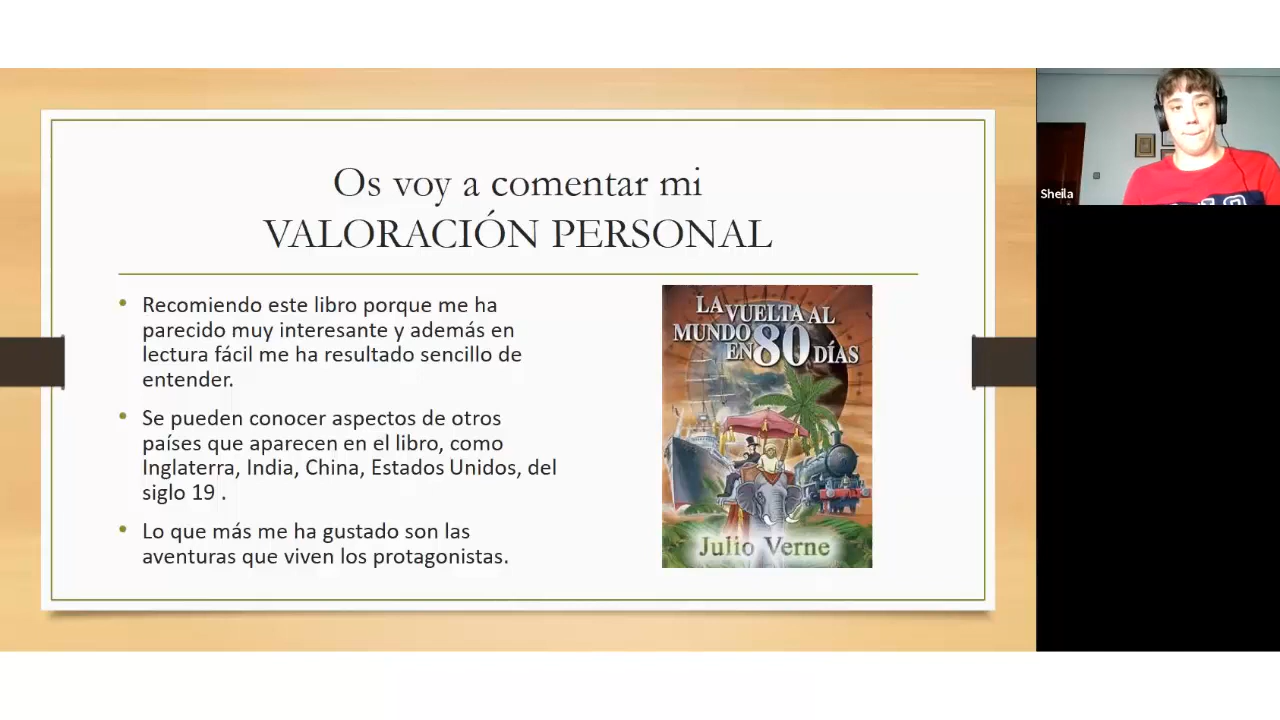 Os voy a comentar mi
VALORACIÓN PERSONAL
• Recomiendo este libro porque me ha
parecido muy interesante y además en
lectura fácil me ha resultado sencillo de
entender.
• Se pueden conocer aspectos de otros
países que aparecen en el libro, como
Inglaterra, India, China, Estados Unidos, del
siglo 19 .
• Lo que más me ha gustado son las
aventuras que viven los protagonistas.
LA VUELTA AL
MUNDO
EN 80 DÍAS
Julio Verne
Sheila